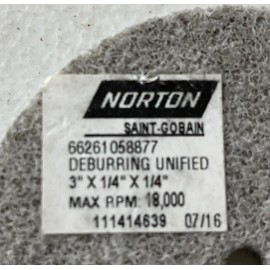 NORTON
SAINT-GOBAIN
66261058877
DEBURRING UNIFIED
3" X 1/4" X 1/4"
MAX RPM: 18,000
111414639 07/16